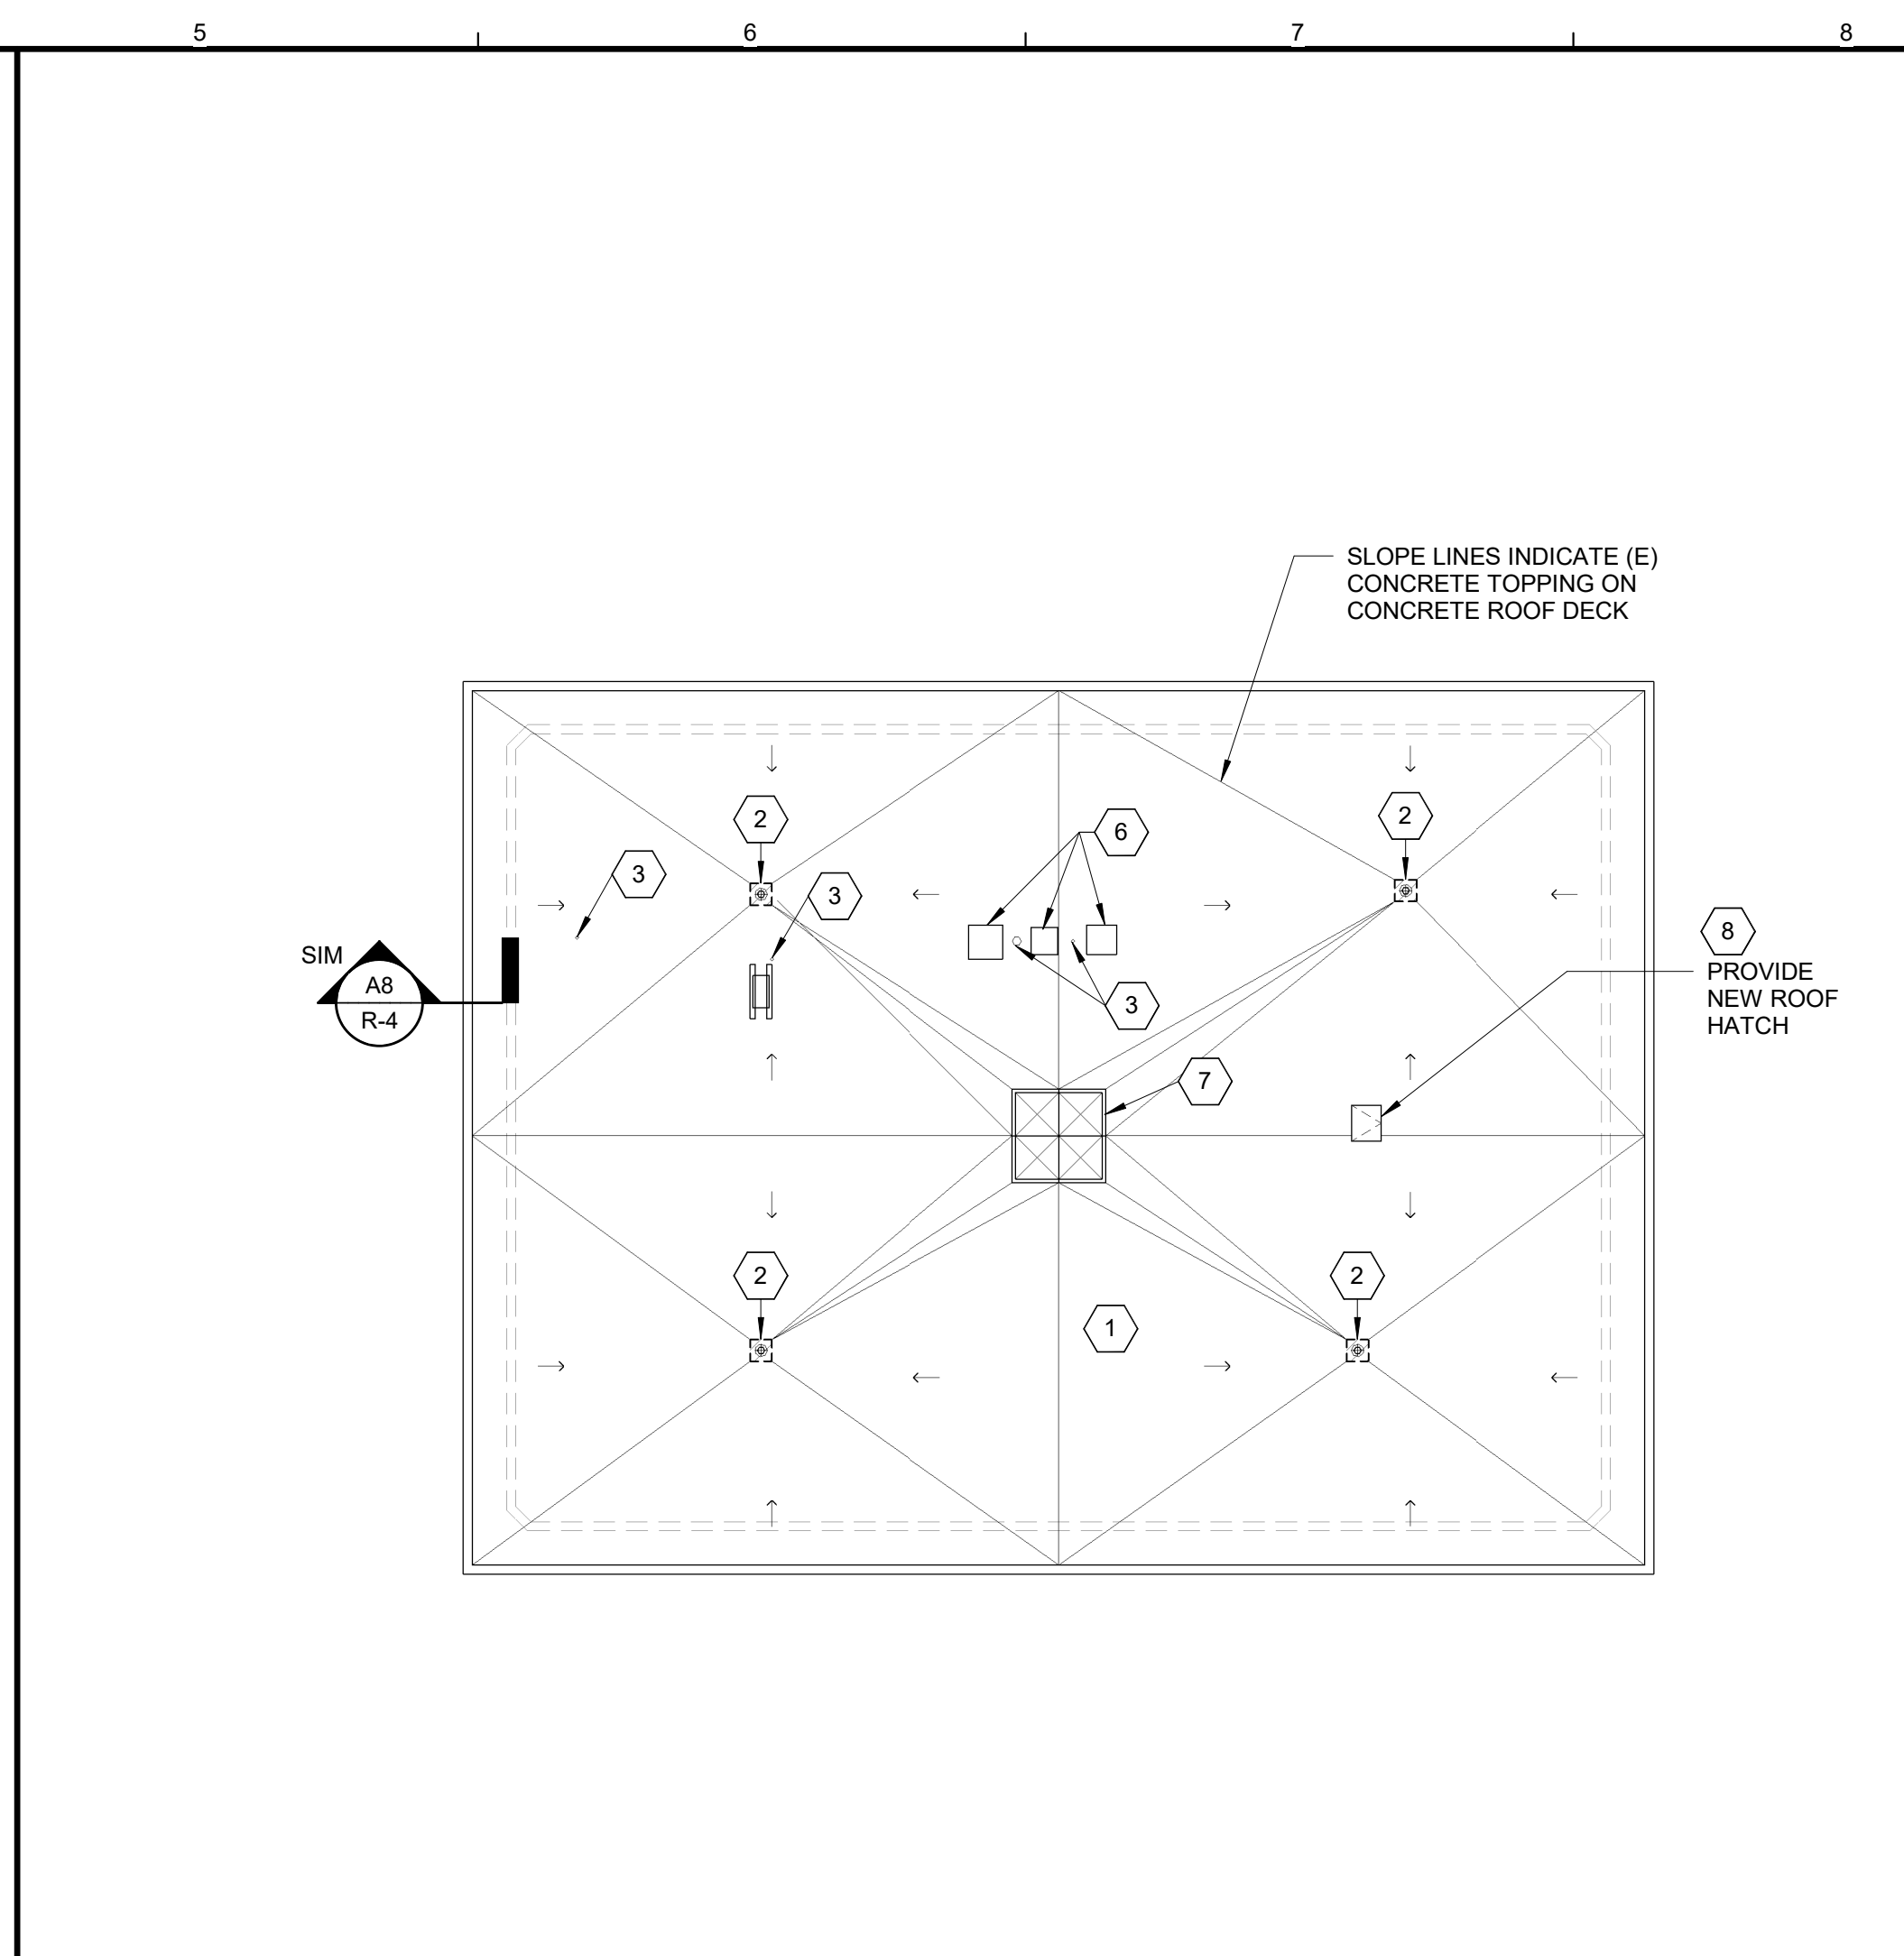 5
6
7
8
SLOPE LINES INDICATE (E)
CONCRETE TOPPING ON
CONCRETE ROOF DECK
2
2
6
3
3
8
PROVIDE
NEW ROOF
HATCH
SIM
A8
R-4
3
7
2
2
1